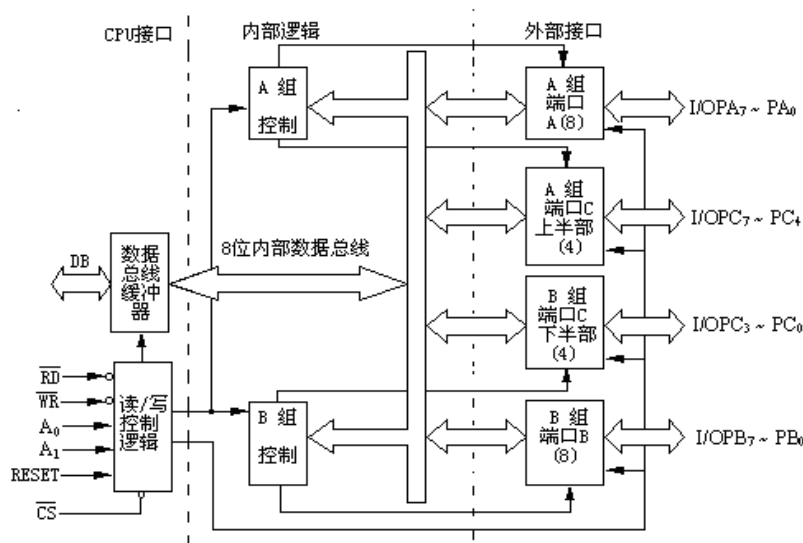 CPU接口
内部逻辑
外部接口
A 组
控制
A 组
端口
A(8)
I/OPA₇ ~ PA₀
A 组
端口C
上半部
(4)
I/OPC₇ ~ PC₄
DB
数据
总线
缓冲
器
8位内部数据总线
B 组
端口C
下半部
(4)
I/OPC₃ ~ PC₀
R̅D̅
W̅R̅
A₀
A₁
RESET
C̅S̅
读/写
控制
逻辑
B 组
控制
B 组
端口B
(8)
I/OPB₇ ~ PB₀